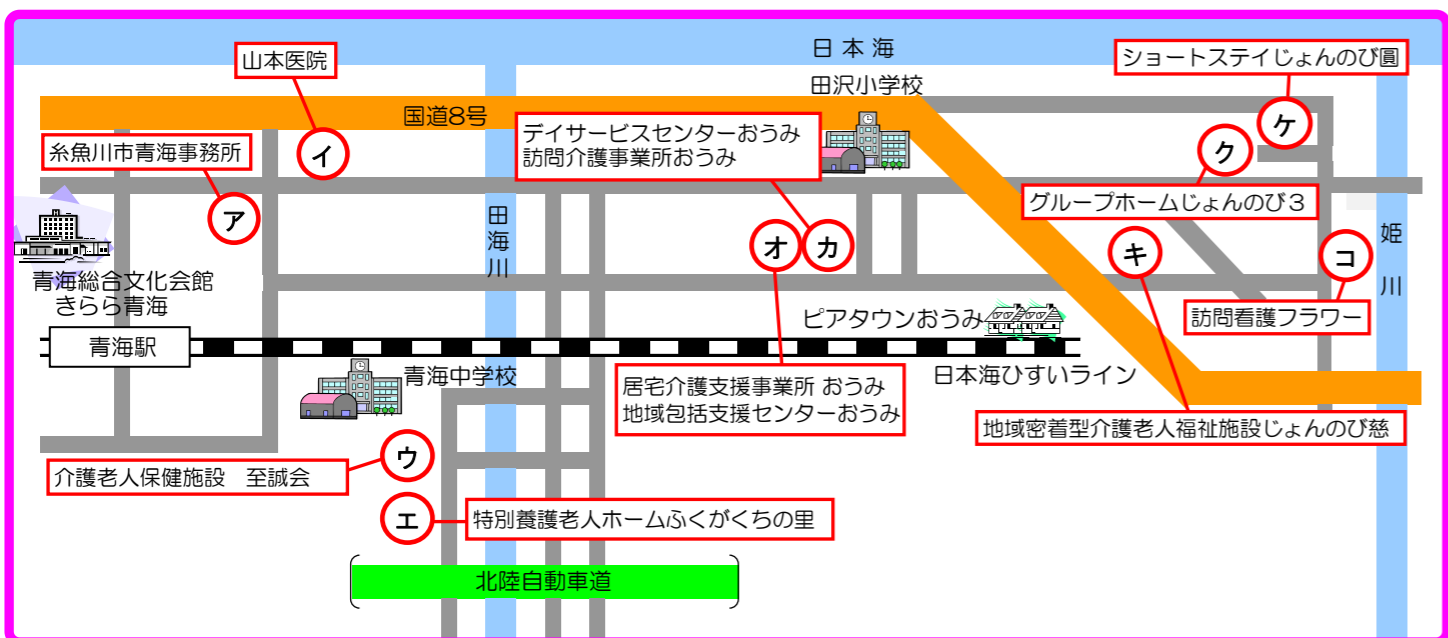 日本海
山本医院
ショートステイじょんのび圓
田沢小学校
国道8号
デイサービスセンターおうみ
訪問介護事業所おうみ
ケ
糸魚川市青海事務所
イ
ク
ア
グループホームじょんのび3
田海川
姫川
オ
カ
キ
コ
青海総合文化会館
きらら青海
訪問看護フラワー
ピアタウンおうみ
青海駅
青海中学校
日本海ひすいライン
居宅介護支援事業所 おうみ
地域包括支援センターおうみ
地域密着型介護老人福祉施設じょんのび慈
ウ
介護老人保健施設　至誠会
エ
特別養護老人ホームふくがくちの里
北陸自動車道